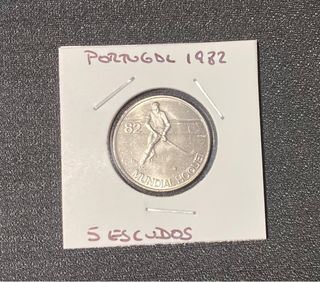 PORTUGAL 1982
82
MUNDIAL HOQUEI
5 ESCUDOS